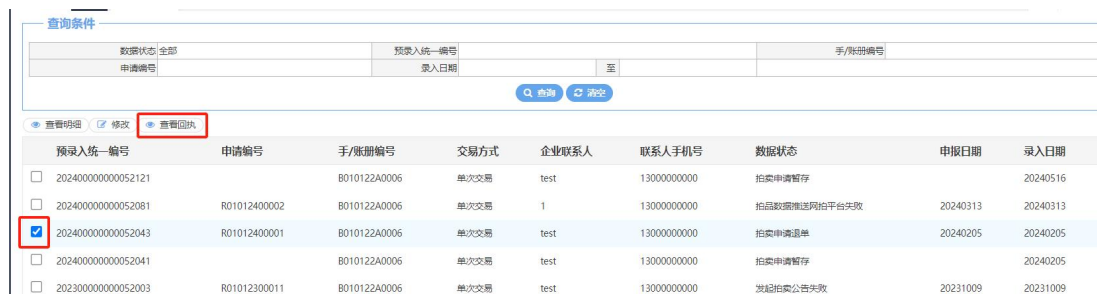 查询条件
数据状态 全部 预录入统一编号 手/账册编号
申请编号 录入日期 至
查询 清空
查看明细 修改 查看回执
预录入统一编号 申请编号 手/账册编号 交易方式 企业联系人 联系人手机号 数据状态 申报日期 录入日期
202400000000052121 B010122A0006 单次交易 test 13000000000 拍卖申请暂存 20240516
202400000000052081 R01012400002 B010122A0006 单次交易 1 13000000000 拍品数据推送网拍平台失败 20240313 20240313
202400000000052043 R01012400001 B010122A0006 单次交易 test 13000000000 拍卖申请退单 20240205 20240205
202400000000052041 B010122A0006 单次交易 test 13000000000 拍卖申请暂存 20240205
202300000000052003 R01012300011 B010122A0006 单次交易 test 13000000000 发起拍卖公告失败 20231009 20231009